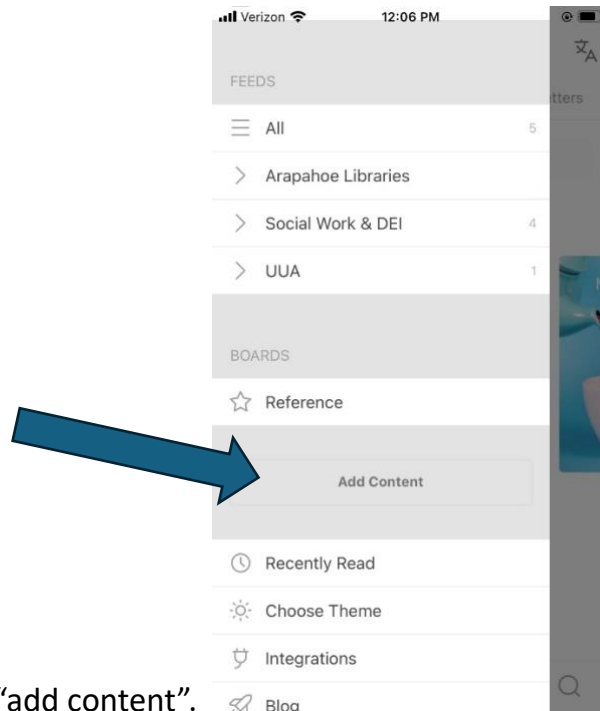 Verizon 12:06 PM
FEEDS
etters
All 5
Arapahoe Libraries
Social Work & DEI 4
UUA 1
BOARDS
Reference
Add Content
Recently Read
Choose Theme
Integrations
"add content".
Blog